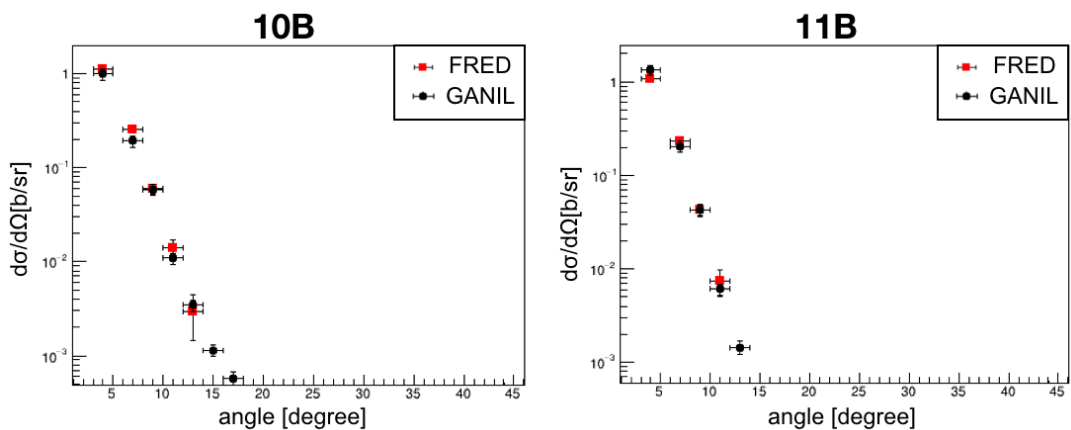 10B
FRED
GANIL
dσ/dΩ[b/sr]
1
10⁻¹
10⁻²
10⁻³
5 10 15 20 25 30 35 40 45
angle [degree]
11B
FRED
GANIL
dσ/dΩ[b/sr]
1
10⁻¹
10⁻²
10⁻³
5 10 15 20 25 30 35 40 45
angle [degree]